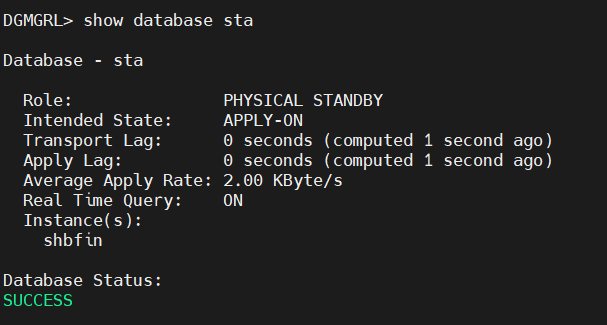 DGMGRL> show database sta
Database - sta
Role: PHYSICAL STANDBY
Intended State: APPLY-ON
Transport Lag: 0 seconds (computed 1 second ago)
Apply Lag: 0 seconds (computed 1 second ago)
Average Apply Rate: 2.00 KByte/s
Real Time Query: ON
Instance(s):
shbfin
Database Status:
SUCCESS